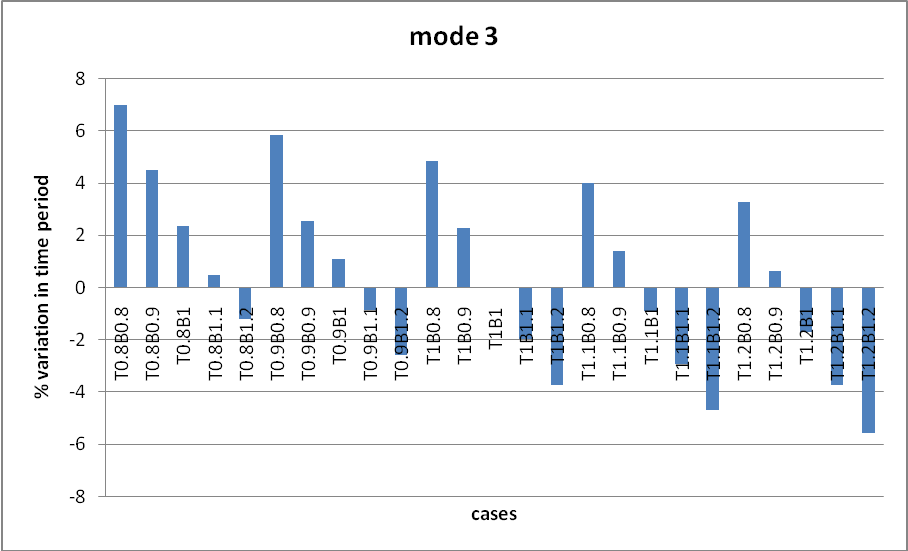 mode 3
% variation in time period
8
6
4
2
0
-2
-4
-6
-8
T0.8B0.8
T0.8B0.9
T0.8B1
T0.8B1.1
T0.8B1.2
T0.9B0.8
T0.9B0.9
T0.9B1
T0.9B1.1
T0.9B1.2
T1B0.8
T1B0.9
T1B1
T1B1.1
T1B1.2
T1.1B0.8
T1.1B0.9
T1.1B1
T1.1B1.1
T1.1B1.2
T1.2B0.8
T1.2B0.9
T1.2B1
T1.2B1.1
T1.2B1.2
cases